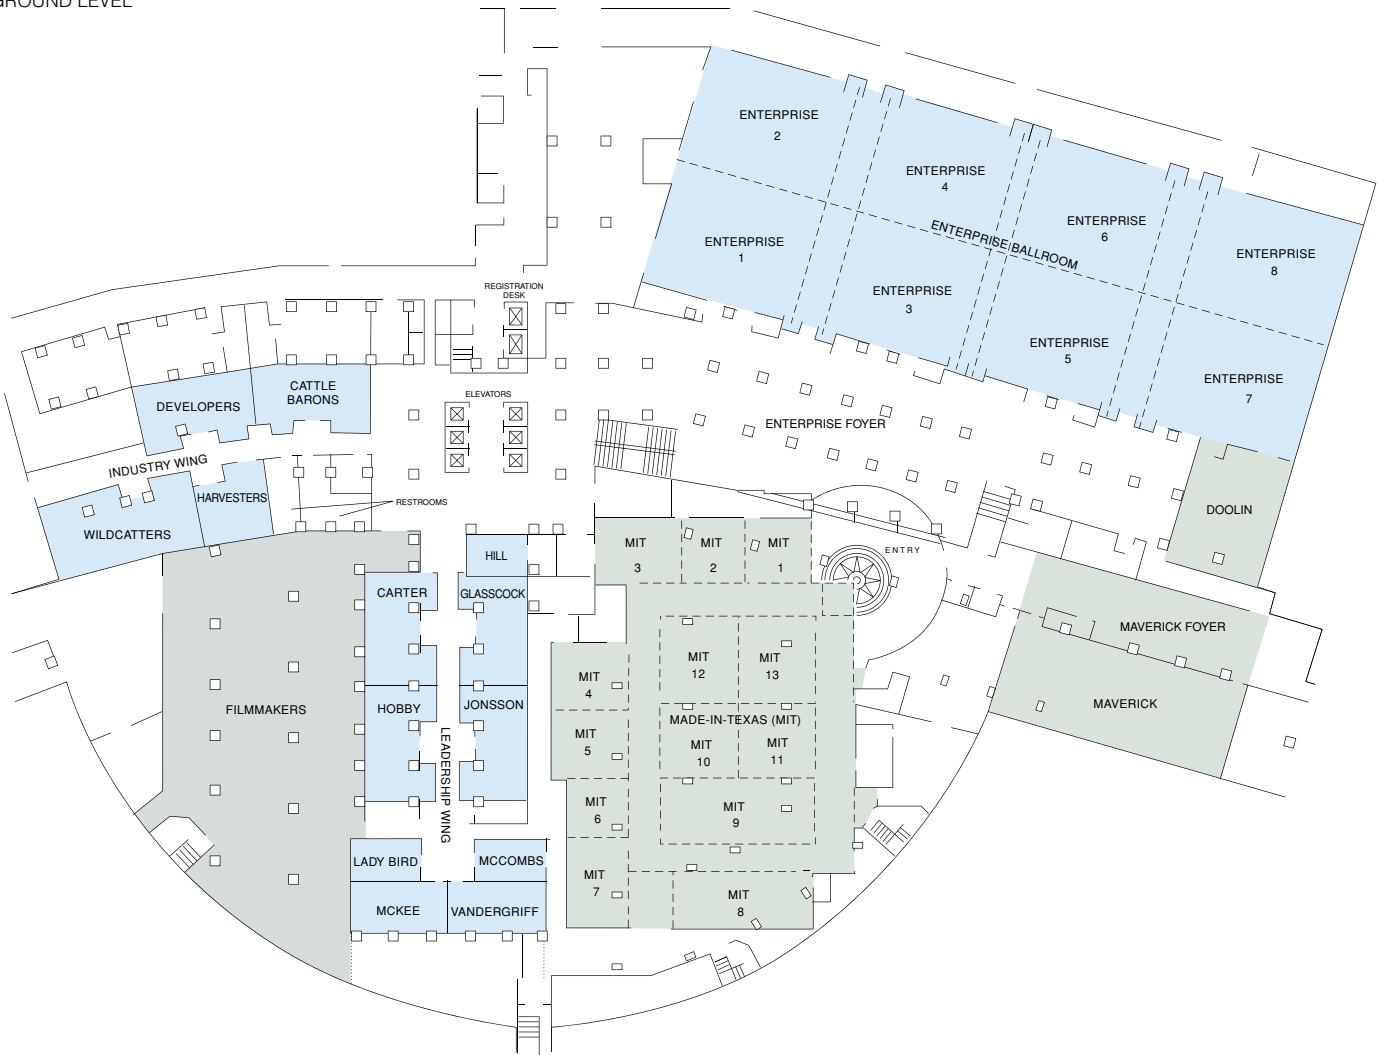 GROUND LEVEL
ENTERPRISE
2
ENTERPRISE
4
ENTERPRISE
6
ENTERPRISE
8
ENTERPRISE BALLROOM
ENTERPRISE
1
ENTERPRISE
3
ENTERPRISE
5
ENTERPRISE
7
REGISTRATION
DESK
ELEVATORS
ENTERPRISE FOYER
CATTLE
BARONS
DEVELOPERS
INDUSTRY WING
HARVESTERS
WILDCATTERS
RESTROOMS
DOOLIN
ENTRY
HILL
GLASSCOCK
CARTER
MIT
3
MIT
2
MIT
1
MAVERICK FOYER
MAVERICK
MIT
4
MIT
12
MIT
13
FILMMAKERS
HOBBY
JONSSON
LEADERSHIP WING
MADE-IN-TEXAS (MIT)
MIT
5
MIT
10
MIT
11
MIT
6
MIT
9
LADY BIRD
MCCOMBS
MIT
7
MIT
8
MCKEE
VANDERGRIFF